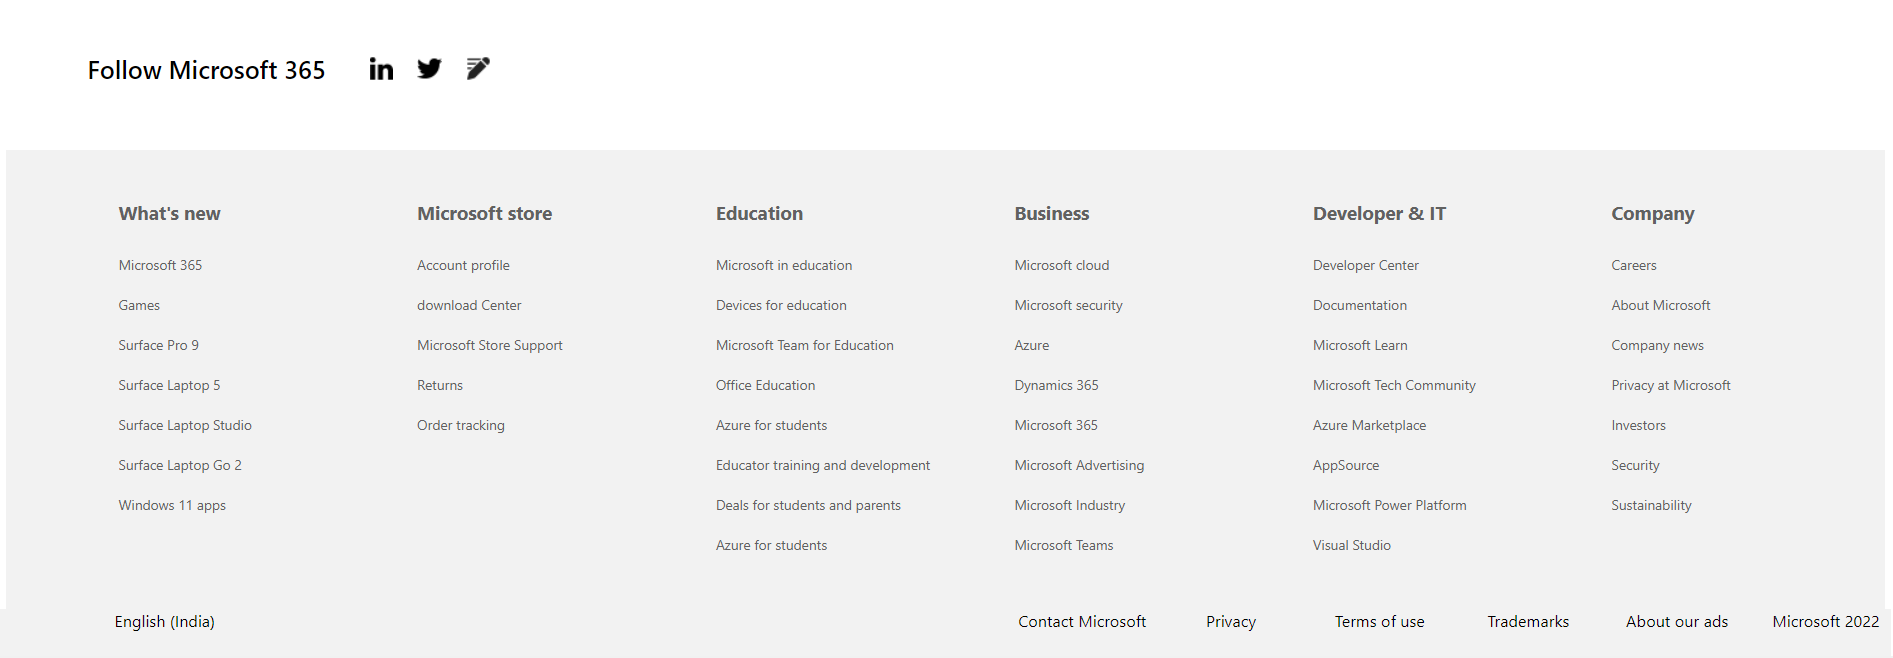 Follow Microsoft 365
What's new
Microsoft 365
Games
Surface Pro 9
Surface Laptop 5
Surface Laptop Studio
Surface Laptop Go 2
Windows 11 apps
Microsoft store
Account profile
download Center
Microsoft Store Support
Returns
Order tracking
Education
Microsoft in education
Devices for education
Microsoft Team for Education
Office Education
Azure for students
Educator training and development
Deals for students and parents
Azure for students
Business
Microsoft cloud
Microsoft security
Azure
Dynamics 365
Microsoft 365
Microsoft Advertising
Microsoft Industry
Microsoft Teams
Developer & IT
Developer Center
Documentation
Microsoft Learn
Microsoft Tech Community
Azure Marketplace
AppSource
Microsoft Power Platform
Visual Studio
Company
Careers
About Microsoft
Company news
Privacy at Microsoft
Investors
Security
Sustainability
English (India)
Contact Microsoft
Privacy
Terms of use
Trademarks
About our ads
Microsoft 2022